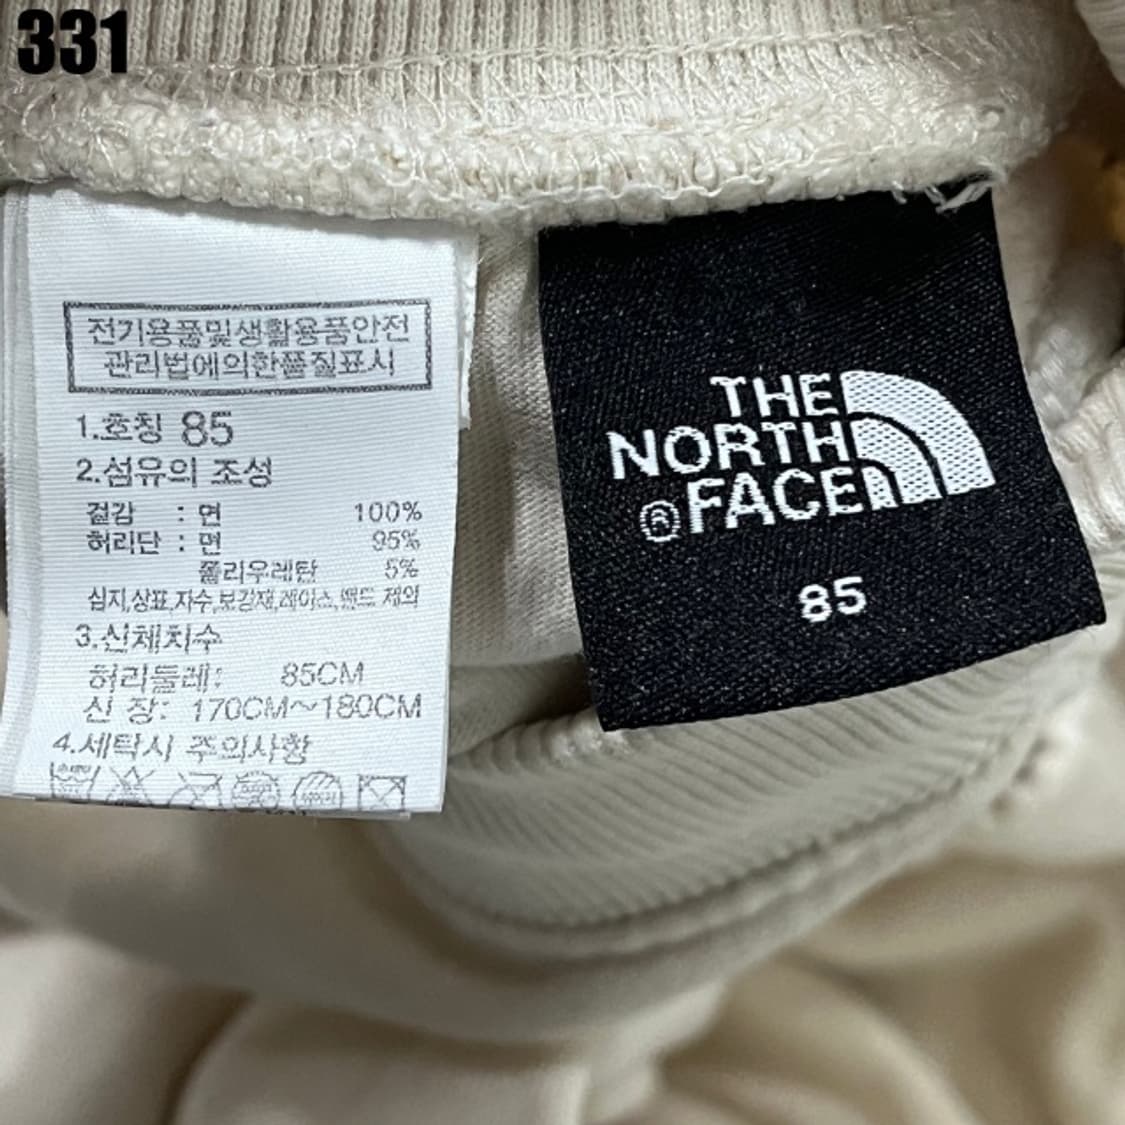 331
전기용품및생활용품안전
관리법에의한품질표시
1.호칭 85
2.섬유의 조성
겉감 : 면 100%
허리단 : 면 95%
폴리우레탄 5%
심지,상표,자수,보강재,레이스,밴드 제외
3.신체치수
허리둘레: 85CM
신 장: 170CM~180CM
4.세탁시 주의사항
THE
NORTH
®FACE
85